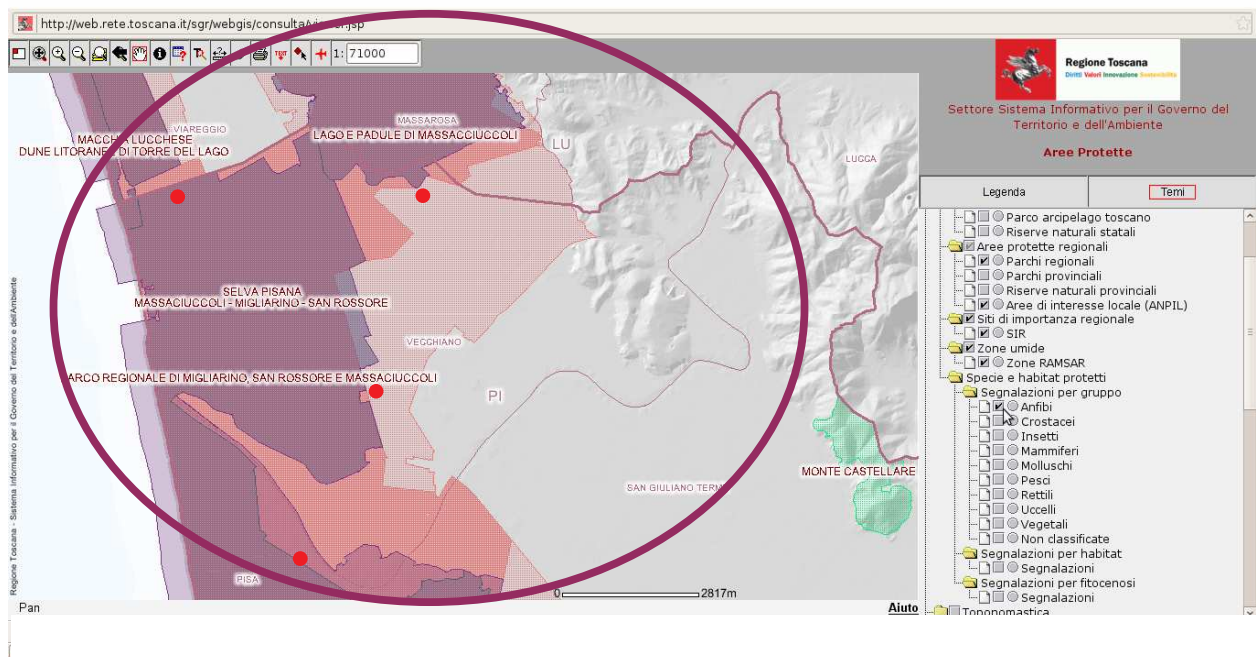 http://web.rete.toscana.it/sgr/webgis/consulta/viewer.jsp
1: 71000
Regione Toscana
Diritti Valori Innovazione Sostenibilità
Settore Sistema Informativo per il Governo del
Territorio e dell'Ambiente
Aree Protette
Legenda
Temi
VIAREGGIO
MACCHIA LUCCHESE
DUNE LITORANEE DI TORRE DEL LAGO
MASSAROSA
LAGO E PADULE DI MASSACCIUCCOLI
LU
LUCCA
SELVA PISANA
MASSACIUCCOLI - MIGLIARINO - SAN ROSSORE
VECCHIANO
ARCO REGIONALE DI MIGLIARINO, SAN ROSSORE E MASSACIUCCOLI
PI
MONTE CASTELLARE
SAN GIULIANO TERM
PISA
0
2817m
Regione Toscana - Sistema Informativo per il Governo del Territorio e dell'Ambiente
Pan
Aiuto
Parco arcipelago toscano
Riserve naturali statali
Aree protette regionali
Parchi regionali
Parchi provinciali
Riserve naturali provinciali
Aree di interesse locale (ANPIL)
Siti di importanza regionale
SIR
Zone umide
Zone RAMSAR
Specie e habitat protetti
Segnalazioni per gruppo
Anfibi
Crostacei
Insetti
Mammiferi
Molluschi
Pesci
Rettili
Uccelli
Vegetali
Non classificate
Segnalazioni per habitat
Segnalazioni
Segnalazioni per fitocenosi
Segnalazioni
Toponomastica